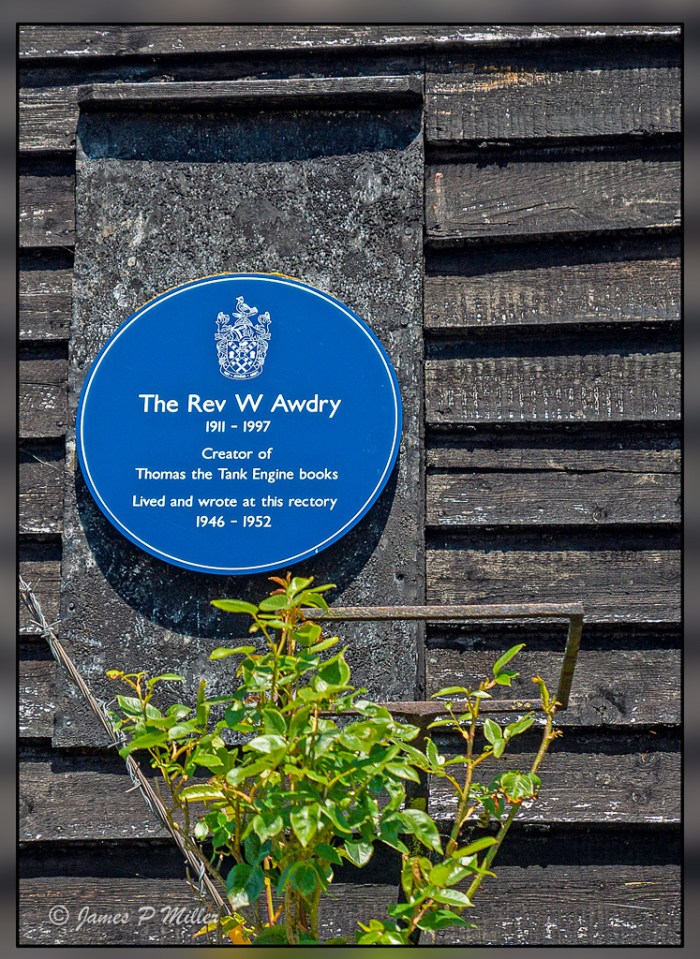 The Rev W Awdry
1911 - 1997
Creator of
Thomas the Tank Engine books
Lived and wrote at this rectory
1946 - 1952
© James P Miller